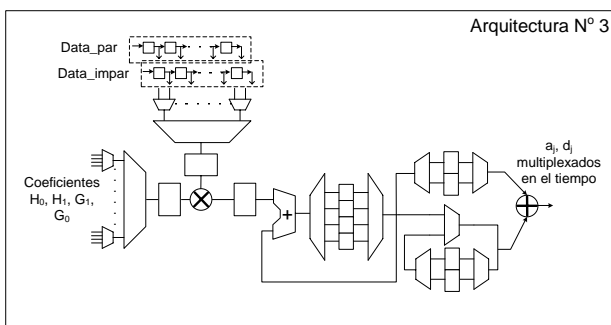 Arquitectura Nº 3
Data_par
Data_impar
Coeficientes
H₀, H₁, G₁,
G₀
+
aⱼ, dⱼ
multiplexados
en el tiempo